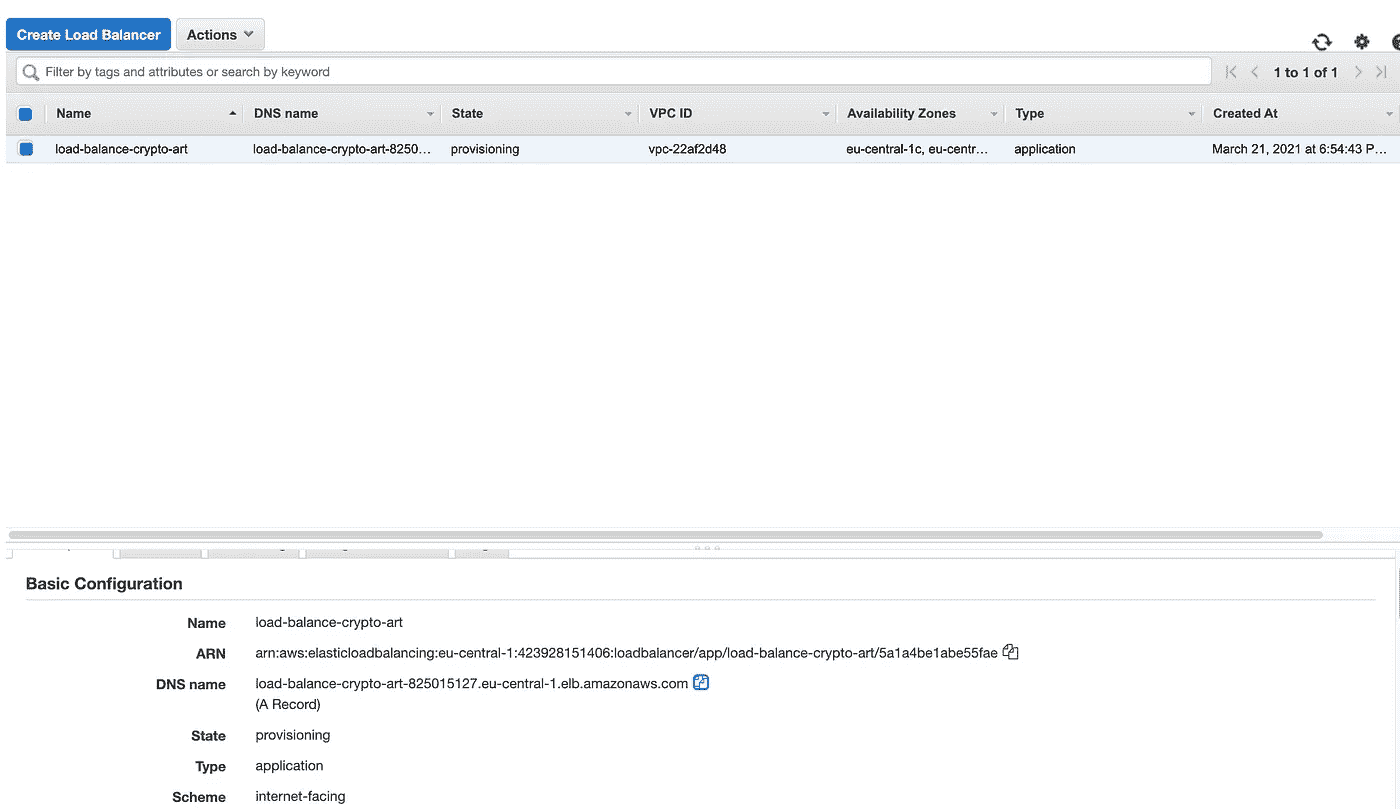 Create Load Balancer Actions
Filter by tags and attributes or search by keyword 1 to 1 of 1
Name DNS name State VPC ID Availability Zones Type Created At
load-balance-crypto-art load-balance-crypto-art-8250... provisioning vpc-22af2d48 eu-central-1c, eu-centr... application March 21, 2021 at 6:54:43 P...
Basic Configuration
Name load-balance-crypto-art
ARN arn:aws:elasticloadbalancing:eu-central-1:423928151406:loadbalancer/app/load-balance-crypto-art/5a1a4be1abe55fae
DNS name load-balance-crypto-art-825015127.eu-central-1.elb.amazonaws.com
(A Record)
State provisioning
Type application
Scheme internet-facing